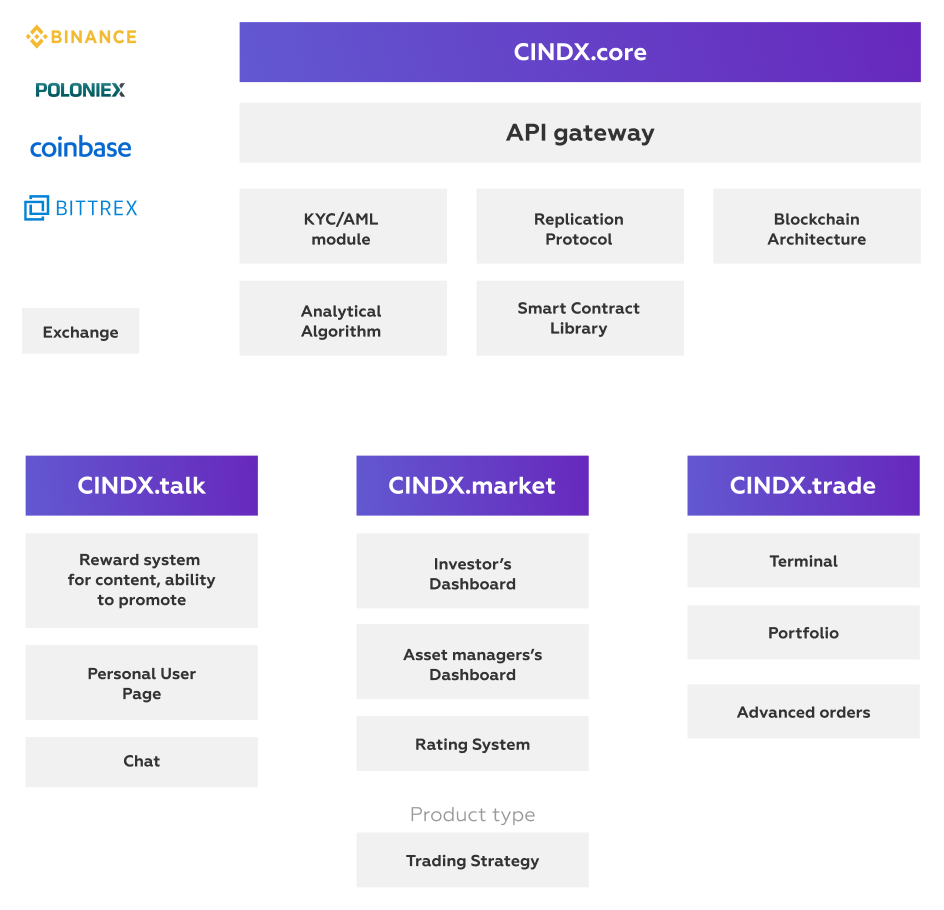 BINANCE
POLONIEX
coinbase
BITTREX
Exchange
CINDX.core
API gateway
KYC/AML
module
Replication
Protocol
Blockchain
Architecture
Analytical
Algorithm
Smart Contract
Library
CINDX.talk
Reward system
for content, ability
to promote
Personal User
Page
Chat
CINDX.market
Investor’s
Dashboard
Asset managers’s
Dashboard
Rating System
Product type
Trading Strategy
CINDX.trade
Terminal
Portfolio
Advanced orders